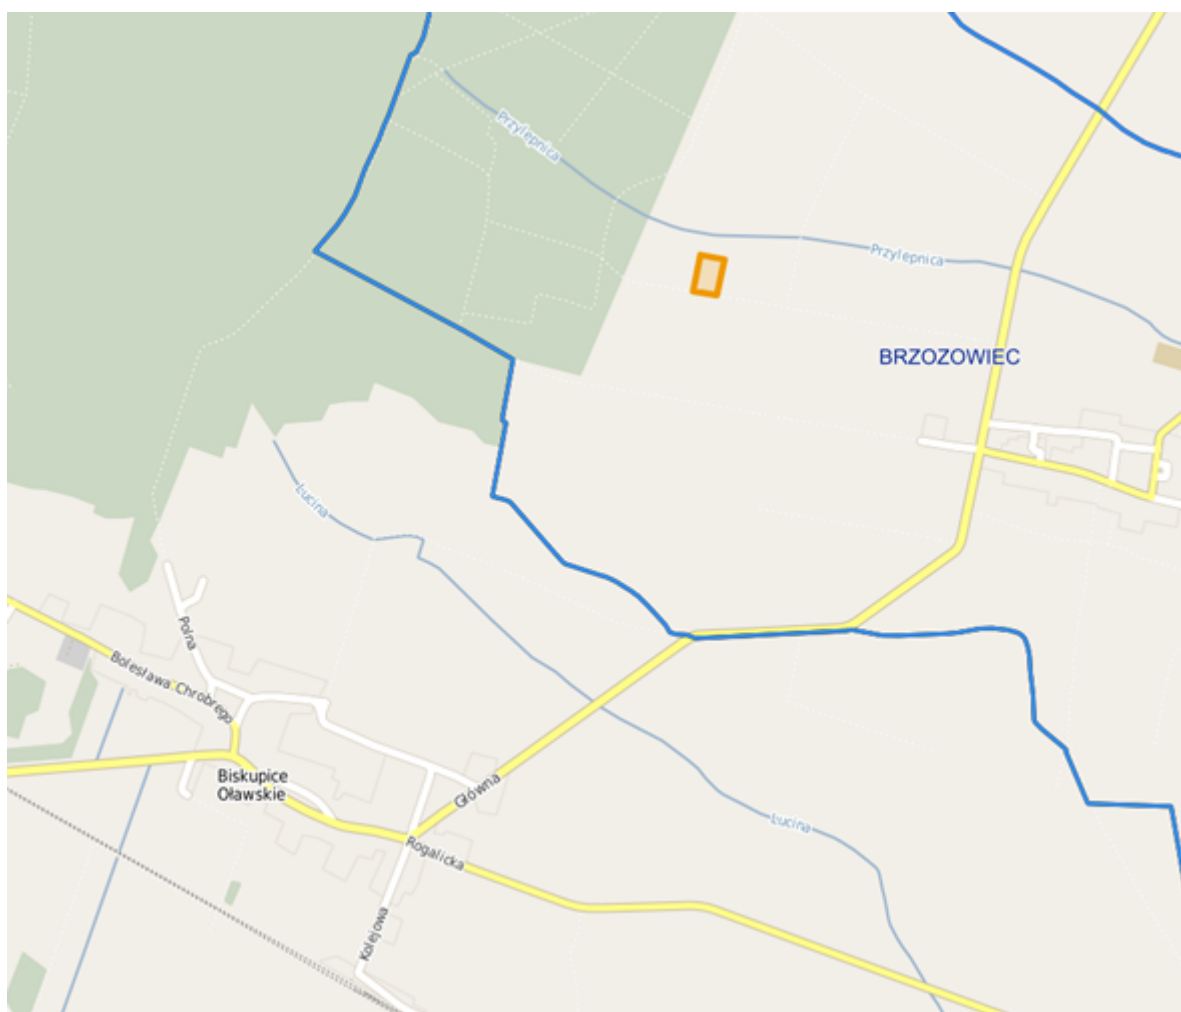 Przylepnica
Przylepnica
BRZOZOWIEC
Łucina
Polna
Bolesława Chrobrego
Biskupice
Oławskie
Główna
Łucina
Rogalicka
Kolejowa